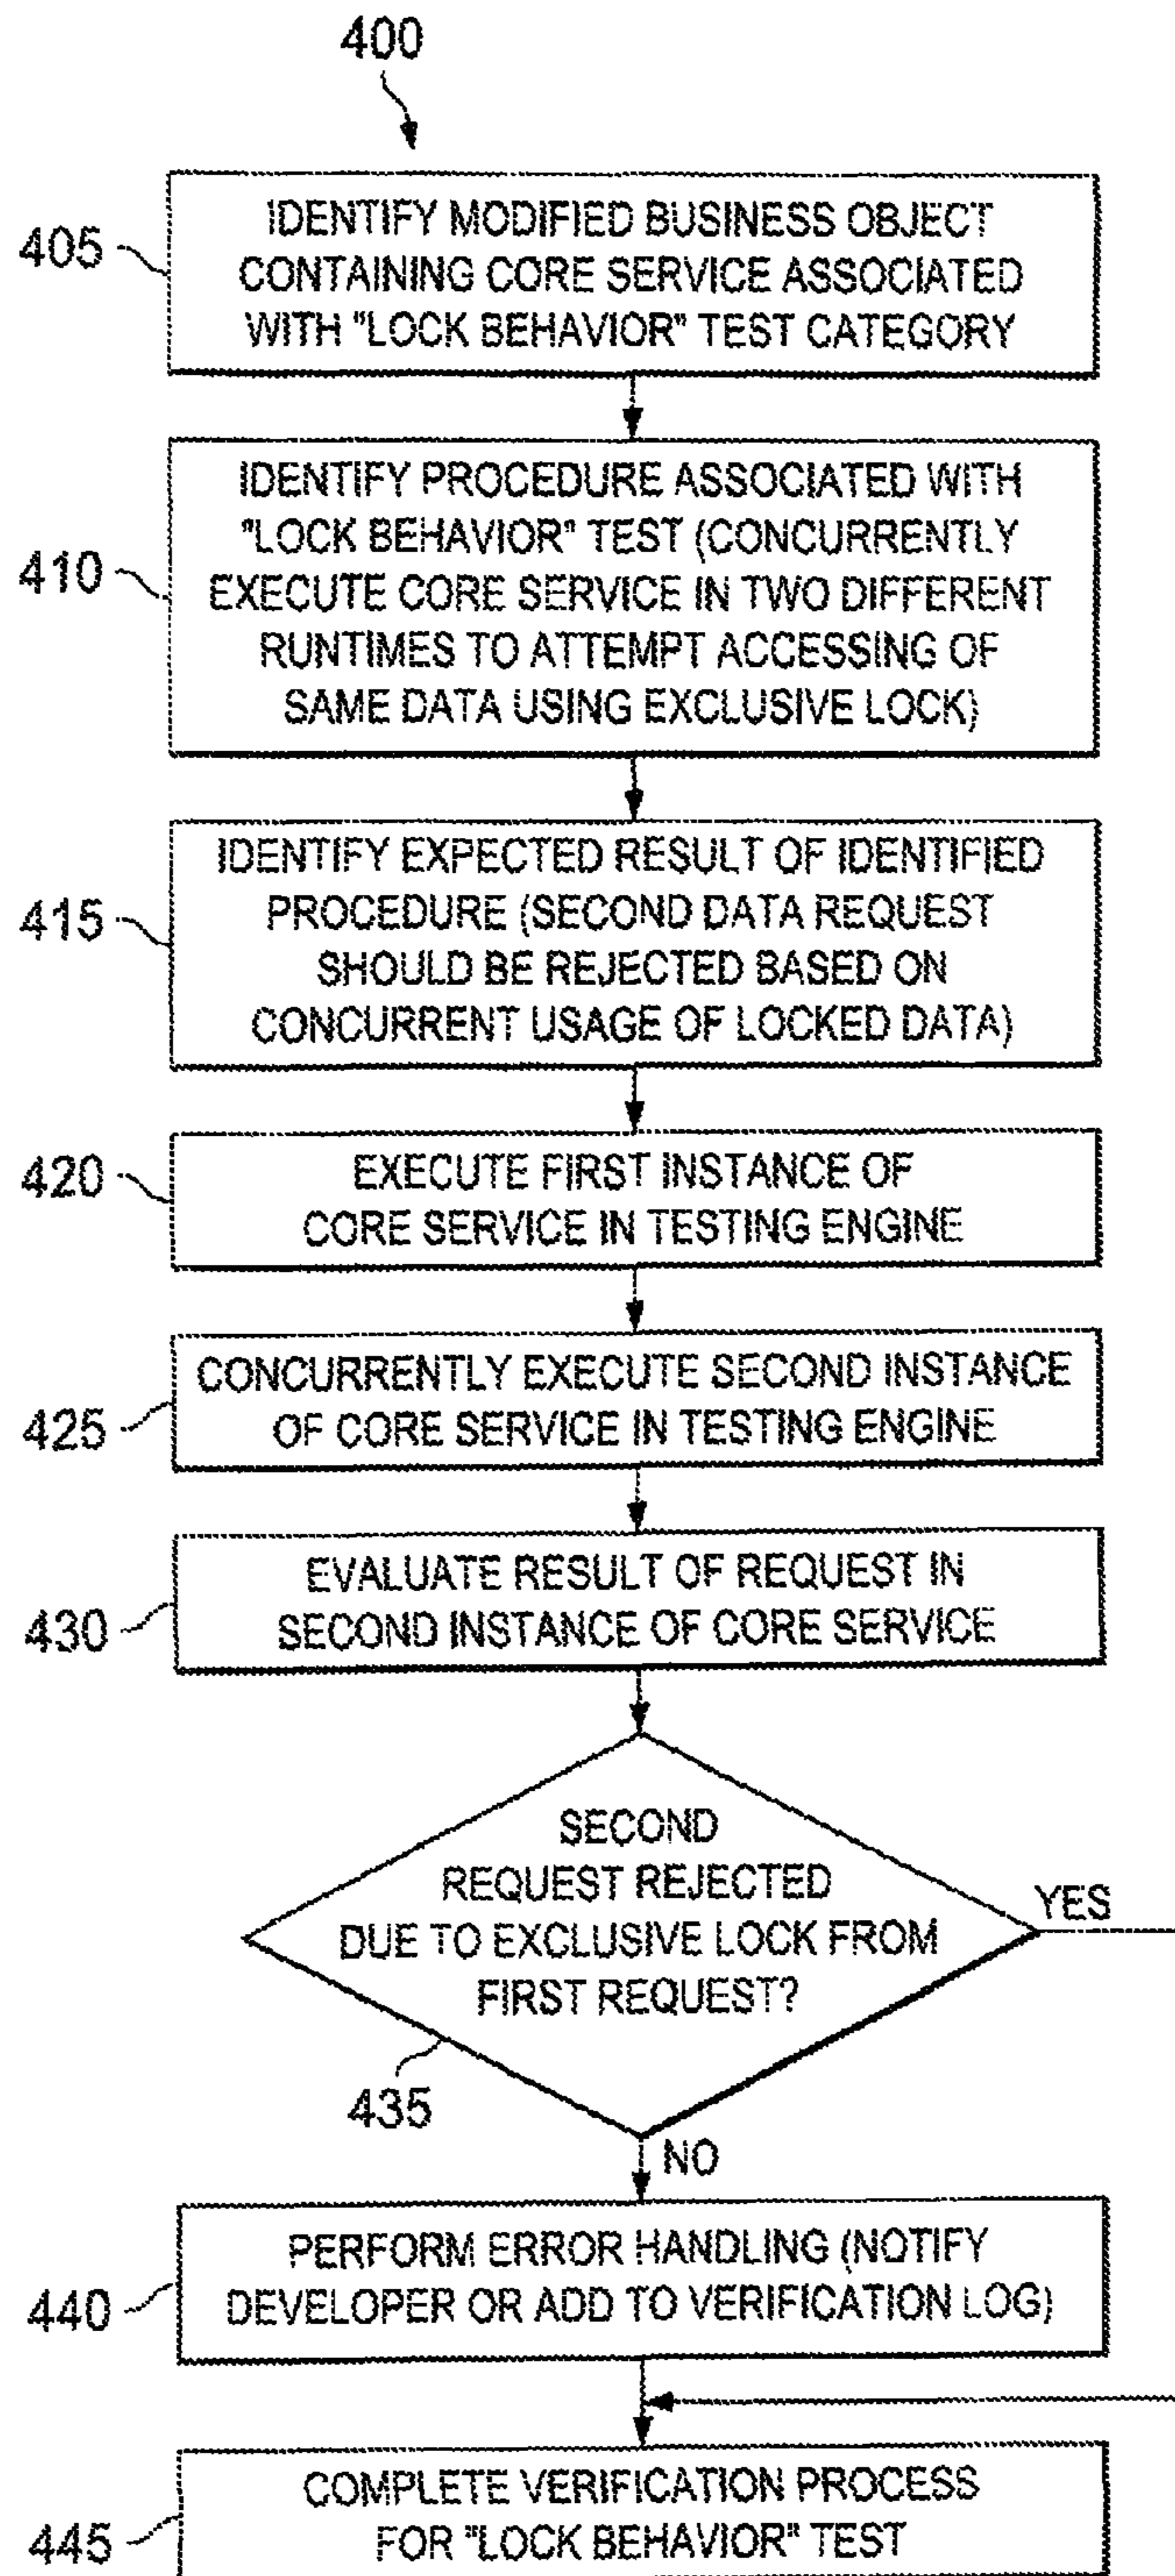 400
405
IDENTIFY MODIFIED BUSINESS OBJECT
CONTAINING CORE SERVICE ASSOCIATED
WITH "LOCK BEHAVIOR" TEST CATEGORY
410
IDENTIFY PROCEDURE ASSOCIATED WITH
"LOCK BEHAVIOR" TEST (CONCURRENTLY
EXECUTE CORE SERVICE IN TWO DIFFERENT
RUNTIMES TO ATTEMPT ACCESSING OF
SAME DATA USING EXCLUSIVE LOCK)
415
IDENTIFY EXPECTED RESULT OF IDENTIFIED
PROCEDURE (SECOND DATA REQUEST
SHOULD BE REJECTED BASED ON
CONCURRENT USAGE OF LOCKED DATA)
420
EXECUTE FIRST INSTANCE OF
CORE SERVICE IN TESTING ENGINE
425
CONCURRENTLY EXECUTE SECOND INSTANCE
OF CORE SERVICE IN TESTING ENGINE
430
EVALUATE RESULT OF REQUEST IN
SECOND INSTANCE OF CORE SERVICE
SECOND
REQUEST REJECTED
DUE TO EXCLUSIVE LOCK FROM
FIRST REQUEST?
YES
435
NO
440
PERFORM ERROR HANDLING (NOTIFY
DEVELOPER OR ADD TO VERIFICATION LOG)
445
COMPLETE VERIFICATION PROCESS
FOR "LOCK BEHAVIOR" TEST